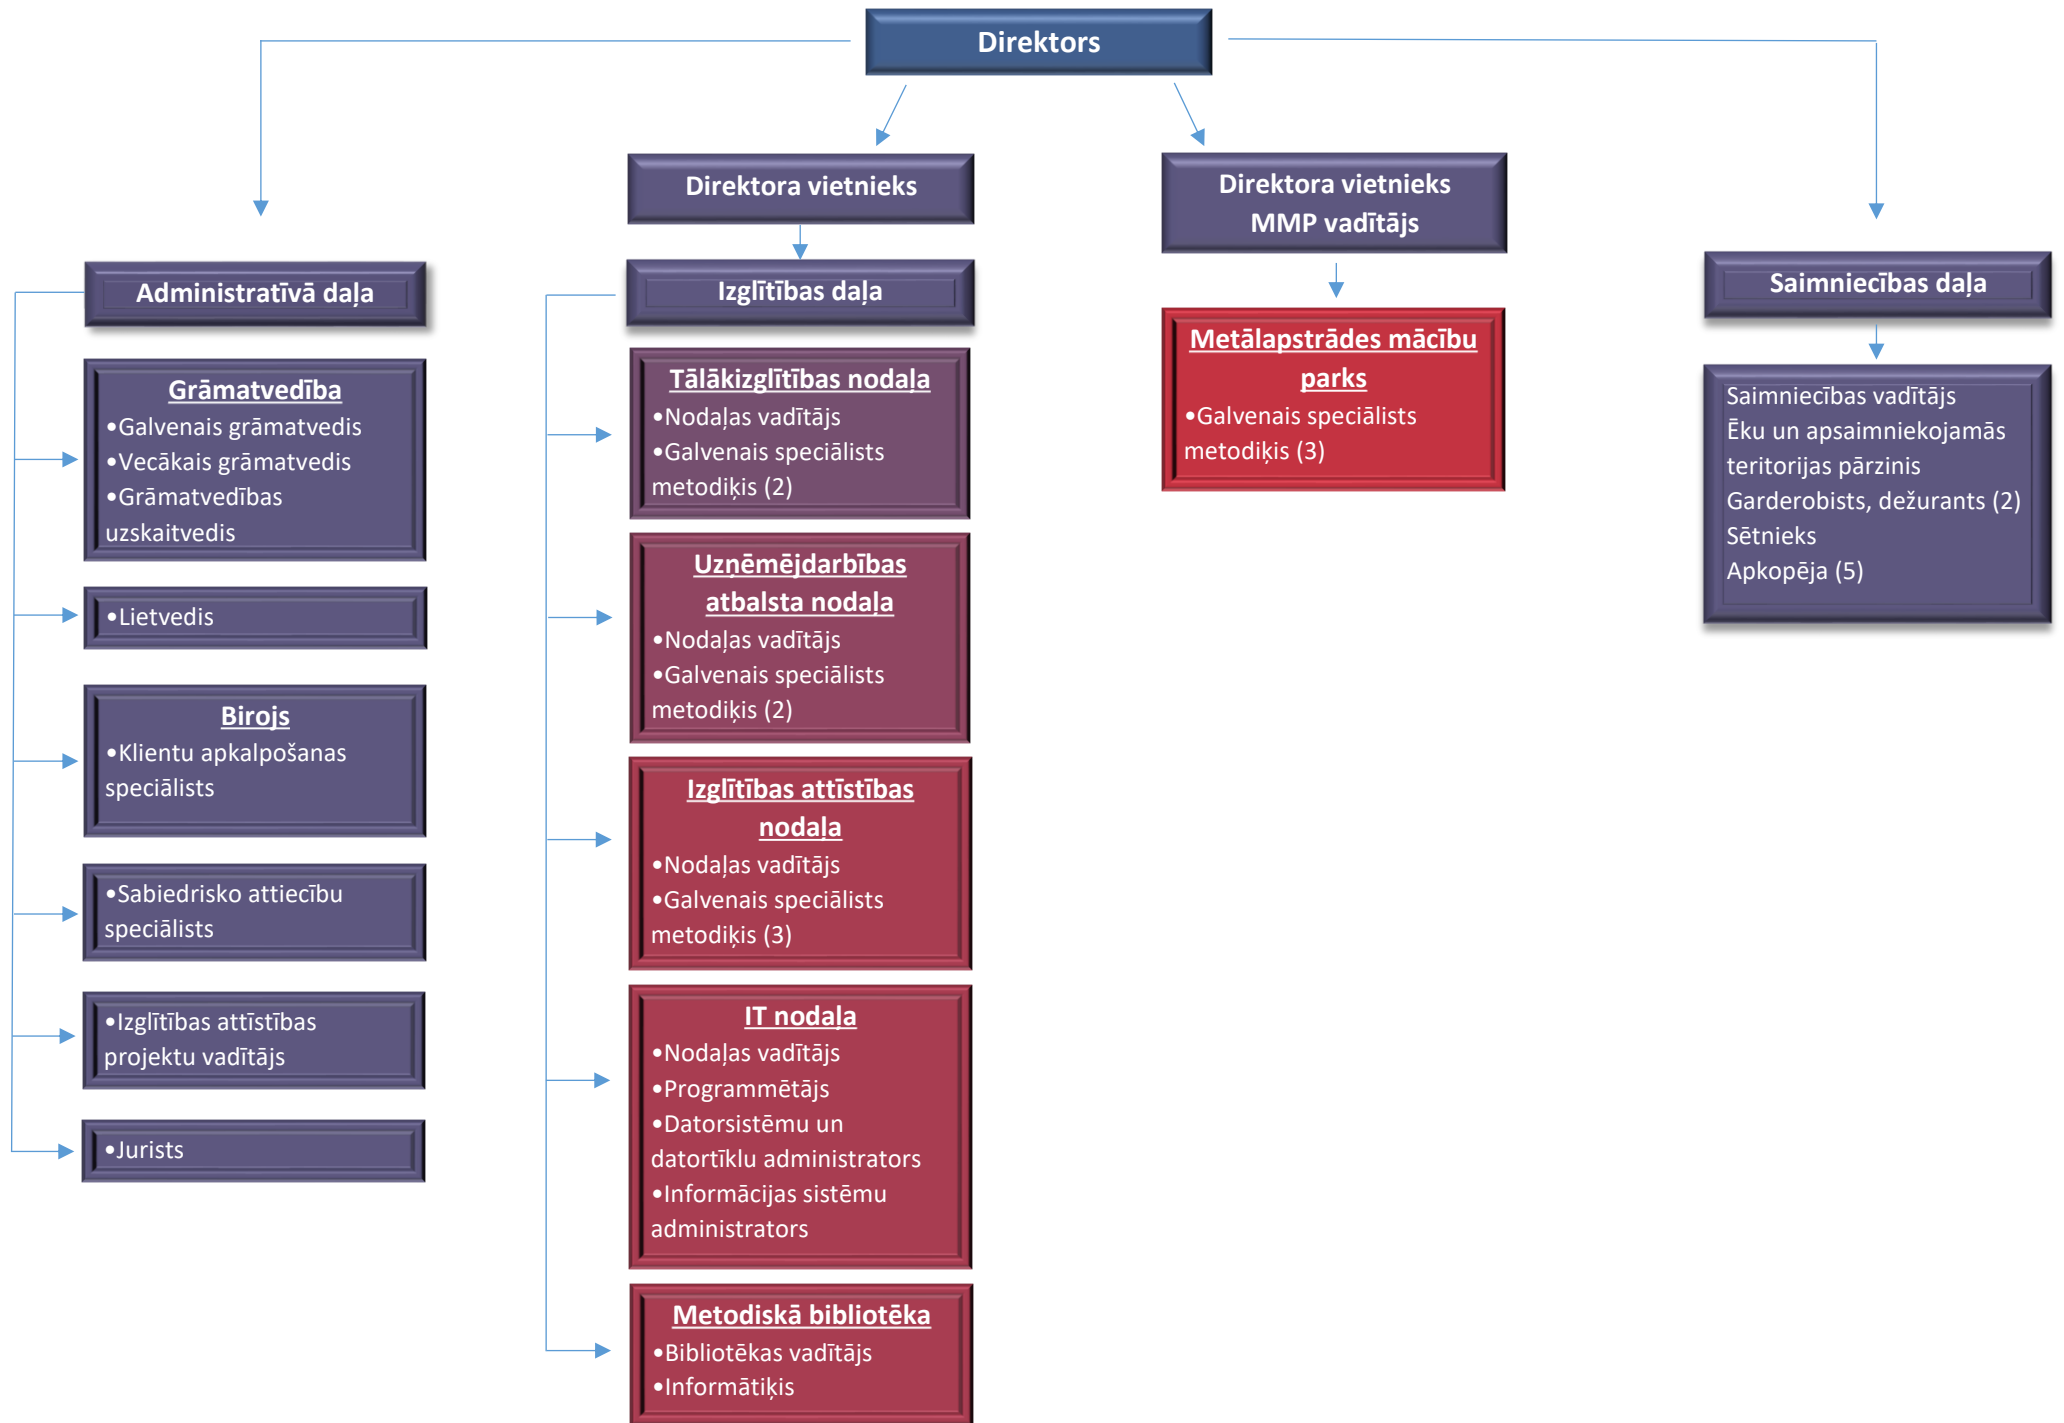 Direktors
Direktora vietnieks
Direktora vietnieks
MMP vadītājs
Administratīvā daļa
Grāmatvedība
•Galvenais grāmatvedis
•Vecākais grāmatvedis
•Grāmatvedības
uzskaitvedis
•Lietvedis
Birojs
•Klientu apkalpošanas
speciālists
•Sabiedrisko attiecību
speciālists
•Izglītības attīstības
projektu vadītājs
•Jurists
Izglītības daļa
Tālākizglītības nodaļa
•Nodaļas vadītājs
•Galvenais speciālists
metodiķis (2)
Uzņēmējdarbības
atbalsta nodaļa
•Nodaļas vadītājs
•Galvenais speciālists
metodiķis (2)
Izglītības attīstības
nodaļa
•Nodaļas vadītājs
•Galvenais speciālists
metodiķis (3)
IT nodaļa
•Nodaļas vadītājs
•Programmētājs
•Datorsistēmu un
datortīklu administrators
•Informācijas sistēmu
administrators
Metodiskā bibliotēka
•Bibliotēkas vadītājs
•Informātiķis
Metālapstrādes mācību
parks
•Galvenais speciālists
metodiķis (3)
Saimniecības daļa
Saimniecības vadītājs
Ēku un apsaimniekojamās
teritorijas pārzinis
Garderobists, dežurants (2)
Sētnieks
Apkopēja (5)